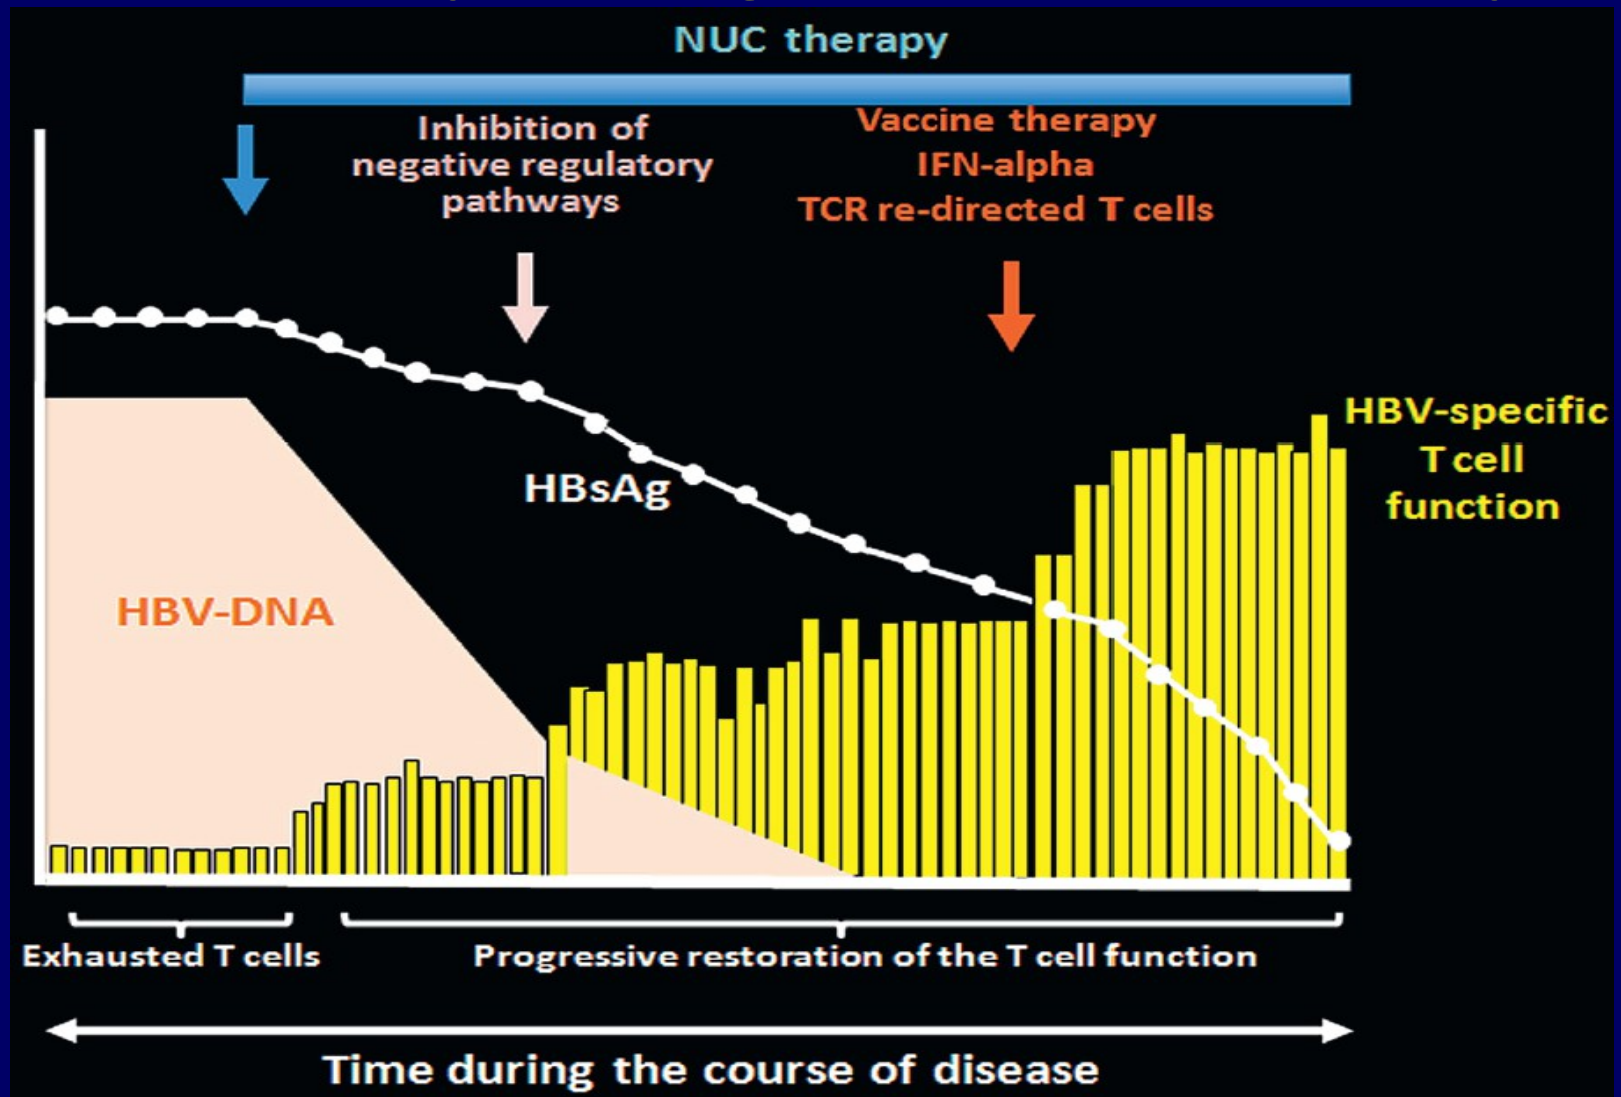 NUC therapy
Inhibition of
negative regulatory
pathways
Vaccine therapy
IFN-alpha
TCR re-directed T cells
HBsAg
HBV-specific
T cell
function
HBV-DNA
Exhausted T cells
Progressive restoration of the T cell function
Time during the course of disease